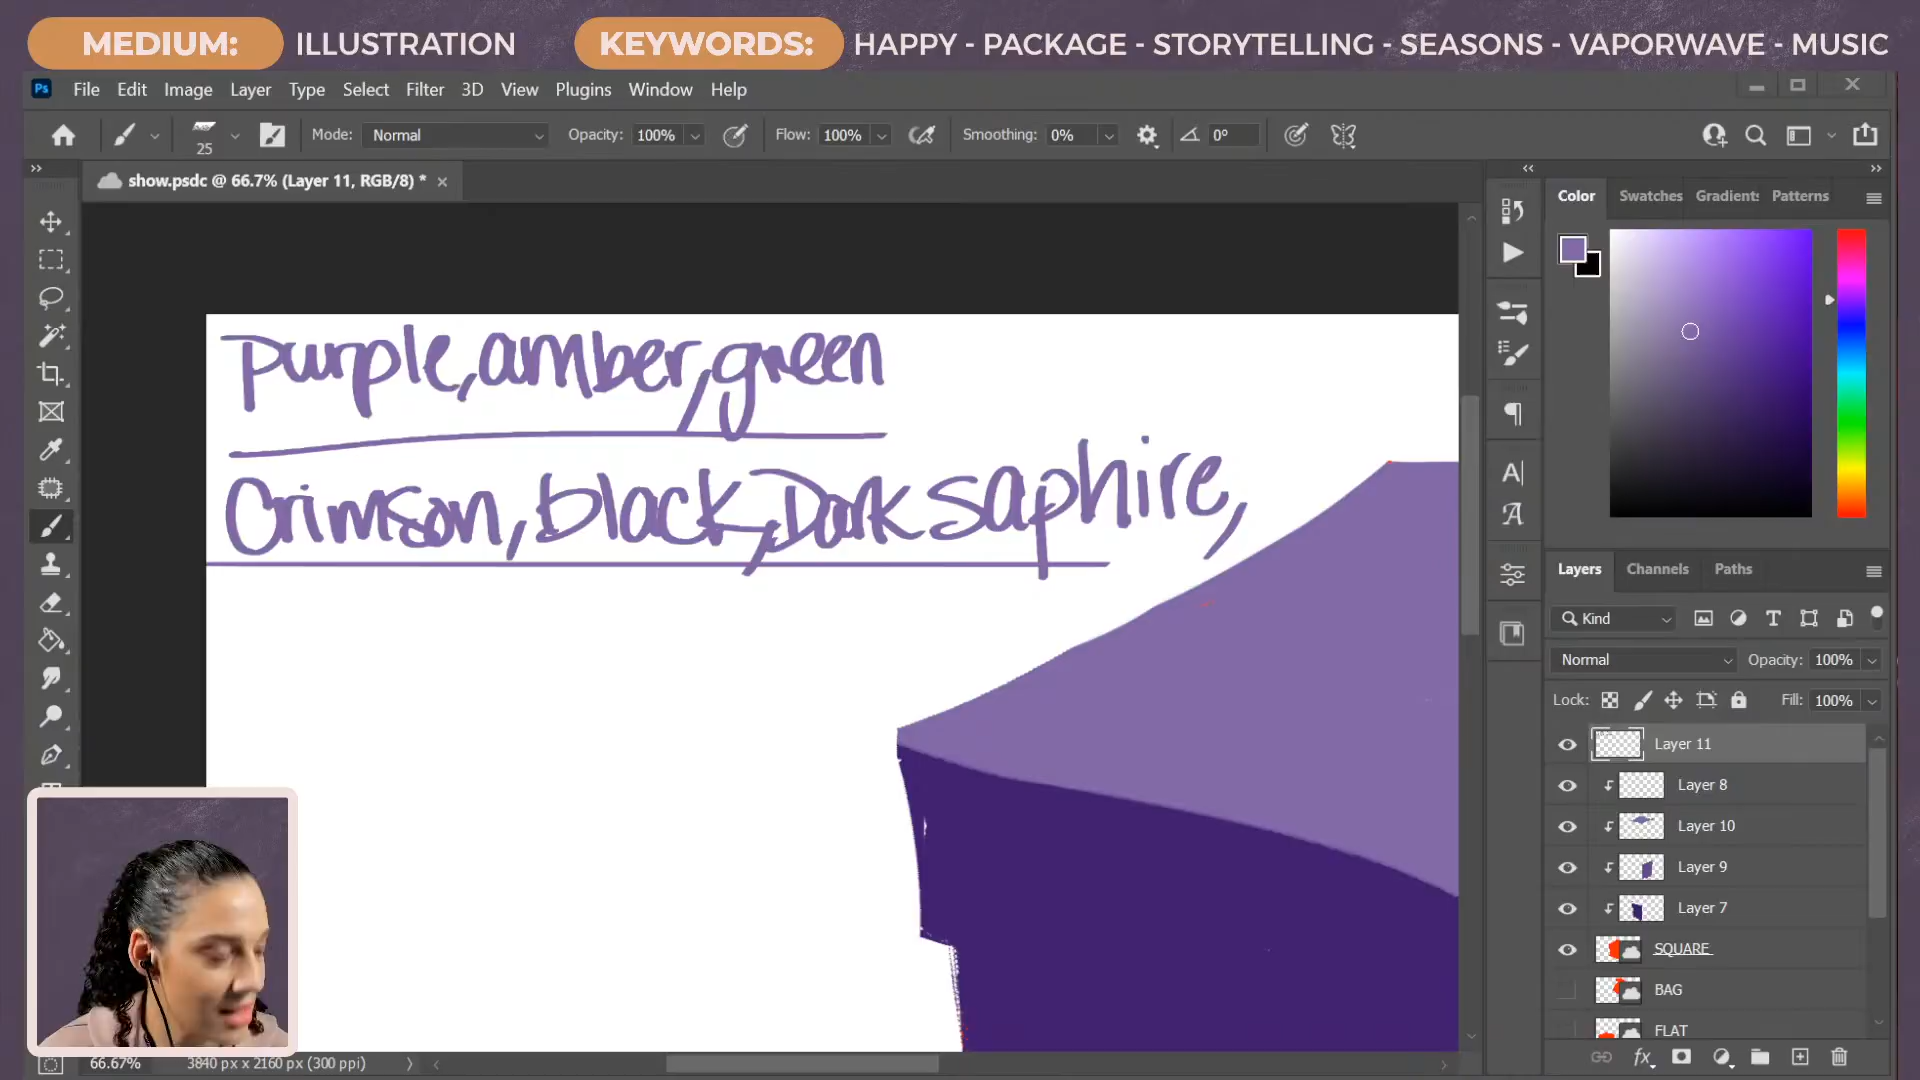 MEDIUM: ILLUSTRATION KEYWORDS: HAPPY - PACKAGE - STORYTELLING - SEASONS - VAPORWAVE - MUSIC
Ps File Edit Image Layer Type Select Filter 3D View Plugins Window Help
25 Mode: Normal Opacity: 100% Flow: 100% Smoothing: 0% 0°
show.psdc @ 66.7% (Layer 11, RGB/8) *
Color Swatches Gradients Patterns
purple, amber, green
Crimson, black, Dark saphire,
Layers Channels Paths
Kind
Normal Opacity: 100%
Lock: Fill: 100%
Layer 11
Layer 8
Layer 10
Layer 9
Layer 7
SQUARE
BAG
FLAT
66.67% 3840 px x 2160 px (300 ppi)